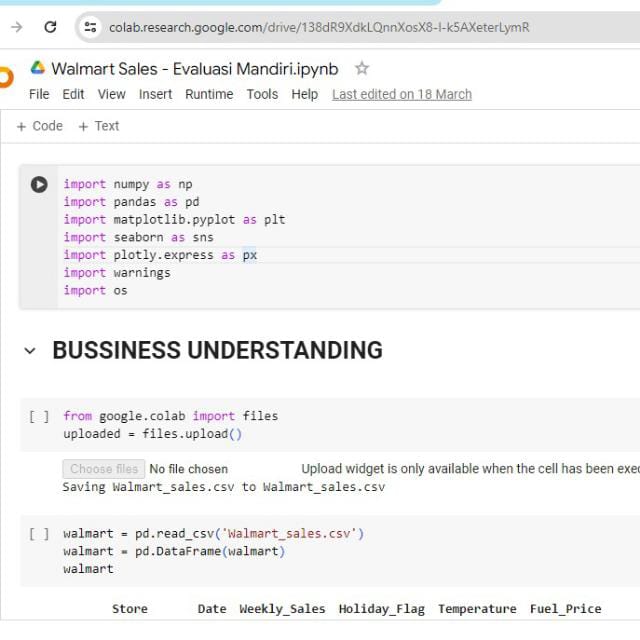 colab.research.google.com/drive/138dR9XdkLQnnXosX8-l-k5AXeterLymR
Walmart Sales - Evaluasi Mandiri.ipynb
File Edit View Insert Runtime Tools Help Last edited on 18 March
+ Code + Text
import numpy as np
import pandas as pd
import matplotlib.pyplot as plt
import seaborn as sns
import plotly.express as px
import warnings
import os
BUSSINESS UNDERSTANDING
[ ] from google.colab import files
uploaded = files.upload()
Choose files No file chosen Upload widget is only available when the cell has been exec
Saving Walmart_sales.csv to Walmart_sales.csv
[ ] walmart = pd.read_csv('Walmart_sales.csv')
walmart = pd.DataFrame(walmart)
walmart
Store Date Weekly_Sales Holiday_Flag Temperature Fuel_Price